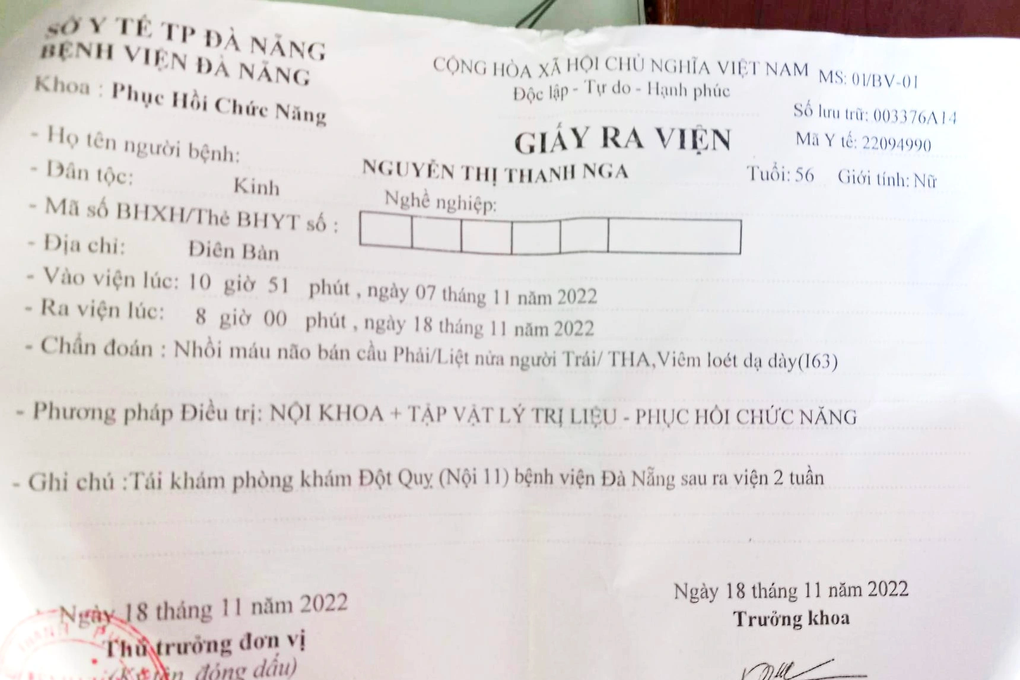 SỞ Y TẾ TP ĐÀ NẴNG
BỆNH VIỆN ĐÀ NẴNG
Khoa : Phục Hồi Chức Năng
CỘNG HÒA XÃ HỘI CHỦ NGHĨA VIỆT NAM
Độc lập - Tự do - Hạnh phúc
MS: 01/BV-01
Số lưu trữ: 003376A14
Mã Y tế: 22094990
GIẤY RA VIỆN
- Họ tên người bệnh: NGUYỄN THỊ THANH NGA Tuổi: 56 Giới tính: Nữ
- Dân tộc: Kinh Nghề nghiệp:
- Mã số BHXH/Thẻ BHYT số :
- Địa chỉ: Điên Bàn
- Vào viện lúc: 10 giờ 51 phút , ngày 07 tháng 11 năm 2022
- Ra viện lúc: 8 giờ 00 phút , ngày 18 tháng 11 năm 2022
- Chẩn đoán : Nhồi máu não bán cầu Phải/Liệt nửa người Trái/ THA,Viêm loét dạ dày(I63)
- Phương pháp Điều trị: NỘI KHOA + TẬP VẬT LÝ TRỊ LIỆU - PHỤC HỒI CHỨC NĂNG
- Ghi chú :Tái khám phòng khám Đột Quỵ (Nội 11) bệnh viện Đà Nẵng sau ra viện 2 tuần
Ngày 18 tháng 11 năm 2022
Thủ trưởng đơn vị
(Ký tên, đóng dấu)
Ngày 18 tháng 11 năm 2022
Trưởng khoa